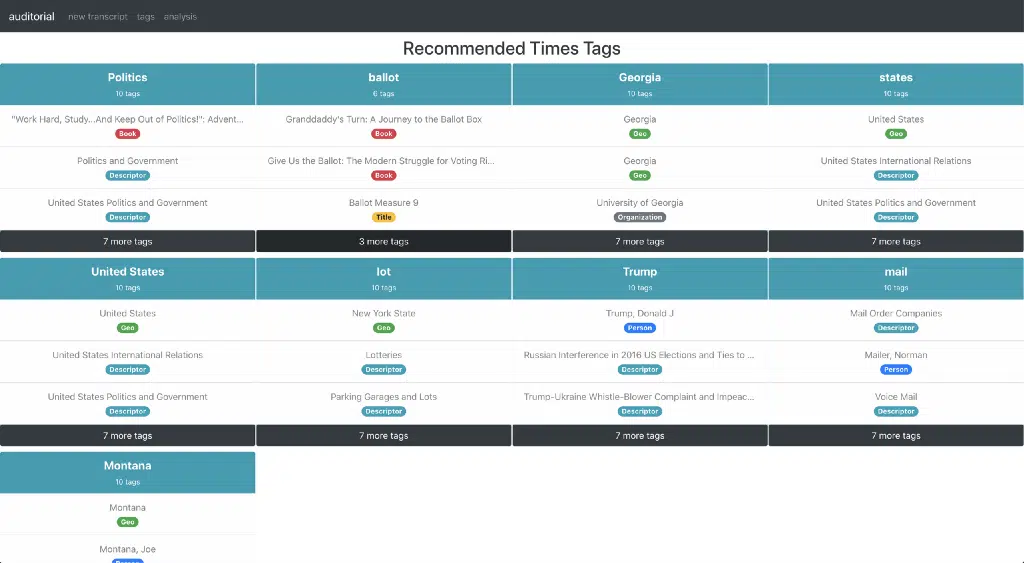 auditorial new transcript tags analysis
Recommended Times Tags
Politics
10 tags
"Work Hard, Study...And Keep Out of Politics!": Advent...
Book
Politics and Government
Descriptor
United States Politics and Government
Descriptor
7 more tags
ballot
6 tags
Granddaddy's Turn: A Journey to the Ballot Box
Book
Give Us the Ballot: The Modern Struggle for Voting Ri...
Book
Ballot Measure 9
Title
3 more tags
Georgia
10 tags
Georgia
Geo
Georgia
Geo
University of Georgia
Organization
7 more tags
states
10 tags
United States
Geo
United States International Relations
Descriptor
United States Politics and Government
Descriptor
7 more tags
United States
10 tags
United States
Geo
United States International Relations
Descriptor
United States Politics and Government
Descriptor
7 more tags
lot
10 tags
New York State
Geo
Lotteries
Descriptor
Parking Garages and Lots
Descriptor
7 more tags
Trump
10 tags
Trump, Donald J
Person
Russian Interference in 2016 US Elections and Ties to ...
Descriptor
Trump-Ukraine Whistle-Blower Complaint and Impeac...
Descriptor
7 more tags
mail
10 tags
Mail Order Companies
Descriptor
Mailer, Norman
Person
Voice Mail
Descriptor
7 more tags
Montana
10 tags
Montana
Geo
Montana, Joe
Person